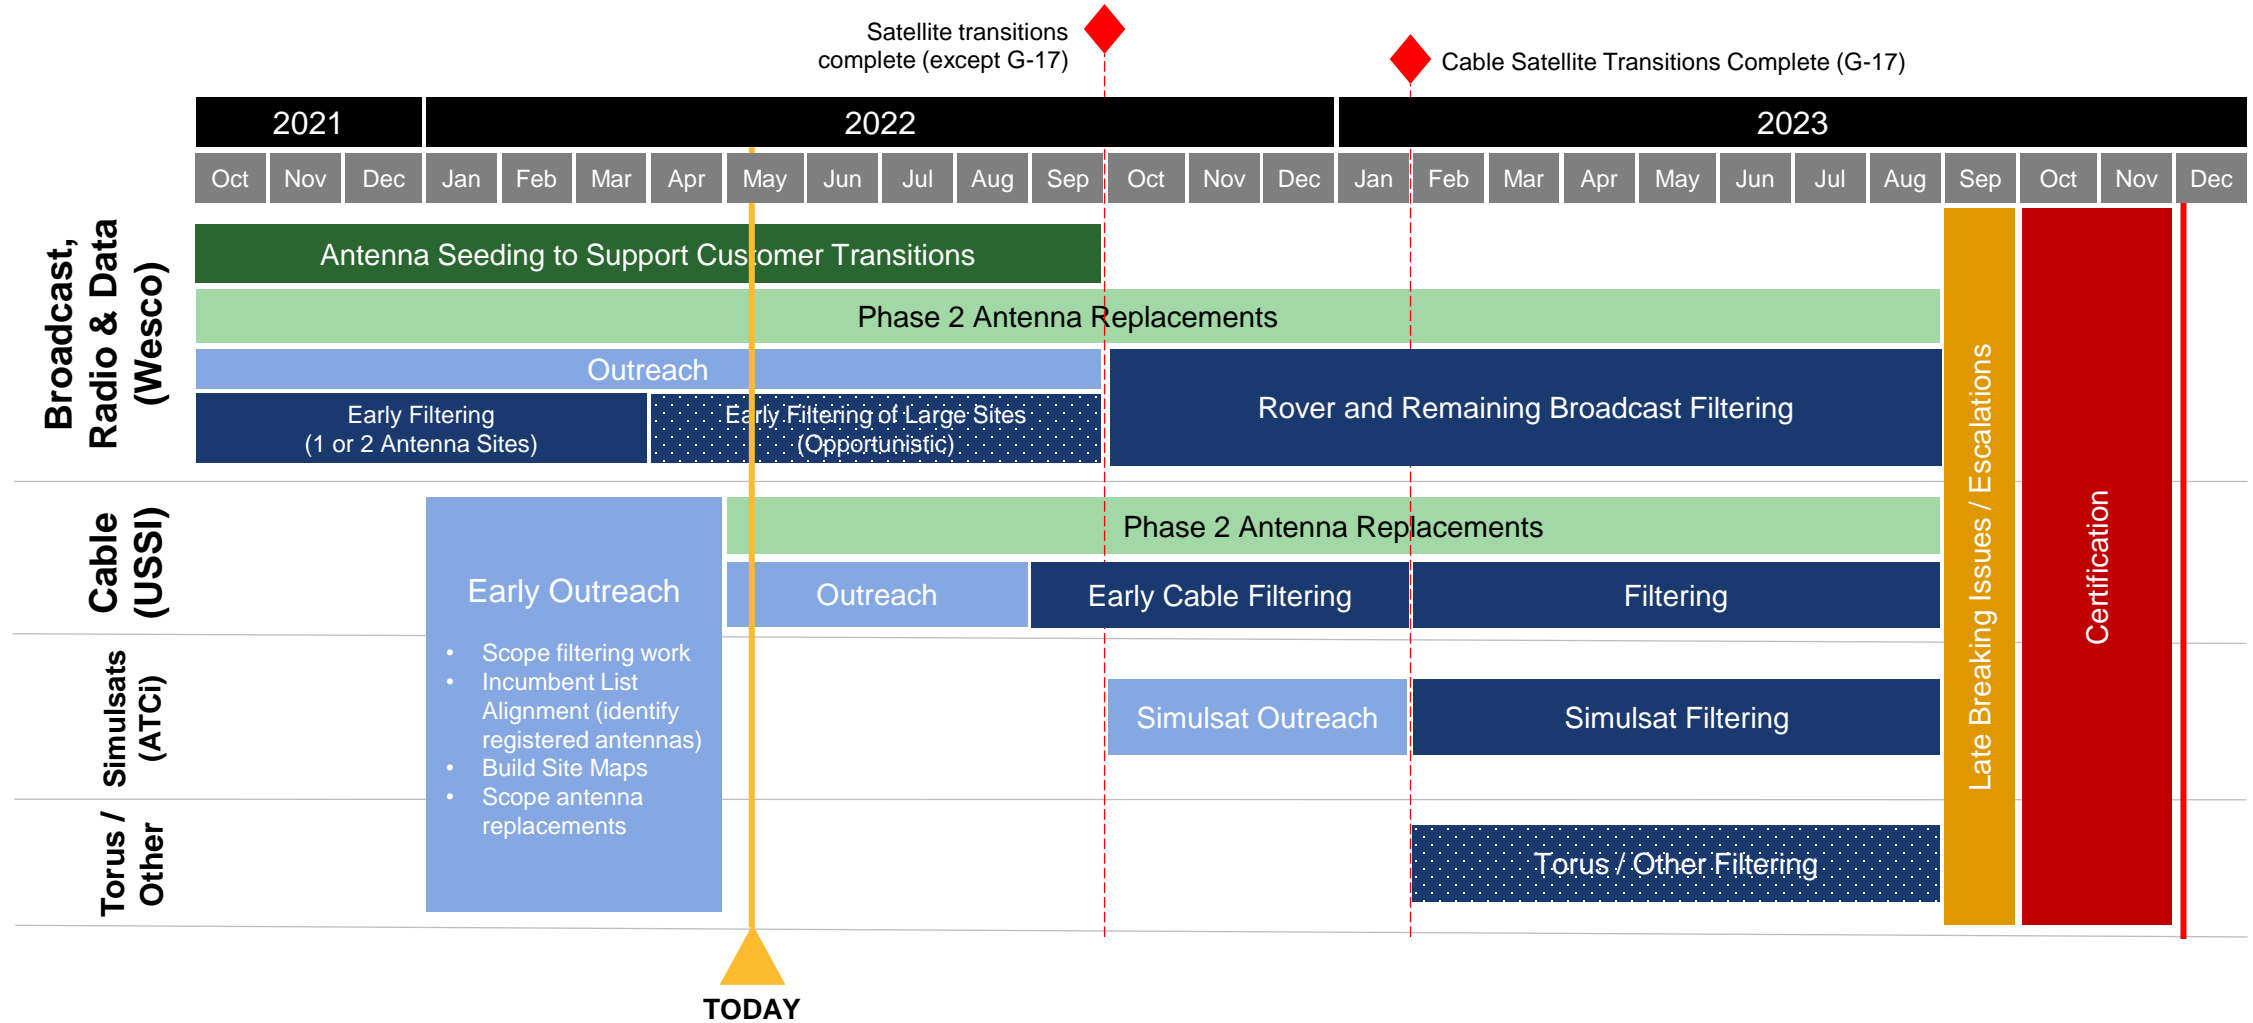 Satellite transitions
complete (except G-17)
Cable Satellite Transitions Complete (G-17)
2021 2022 2023
Oct Nov Dec Jan Feb Mar Apr May Jun Jul Aug Sep Oct Nov Dec Jan Feb Mar Apr May Jun Jul Aug Sep Oct Nov Dec
Broadcast,
Radio & Data
(Wesco)
Antenna Seeding to Support Customer Transitions
Phase 2 Antenna Replacements
Outreach
Early Filtering
(1 or 2 Antenna Sites)
Early Filtering of Large Sites
(Opportunistic)
Rover and Remaining Broadcast Filtering
Cable
(USSI)
Early Outreach
• Scope filtering work
• Incumbent List
Alignment (identify
registered antennas)
• Build Site Maps
• Scope antenna
replacements
Phase 2 Antenna Replacements
Outreach
Early Cable Filtering
Filtering
Simulsats
(ATCi)
Simulsat Outreach
Simulsat Filtering
Torus /
Other
Torus / Other Filtering
Late Breaking Issues / Escalations
Certification
TODAY